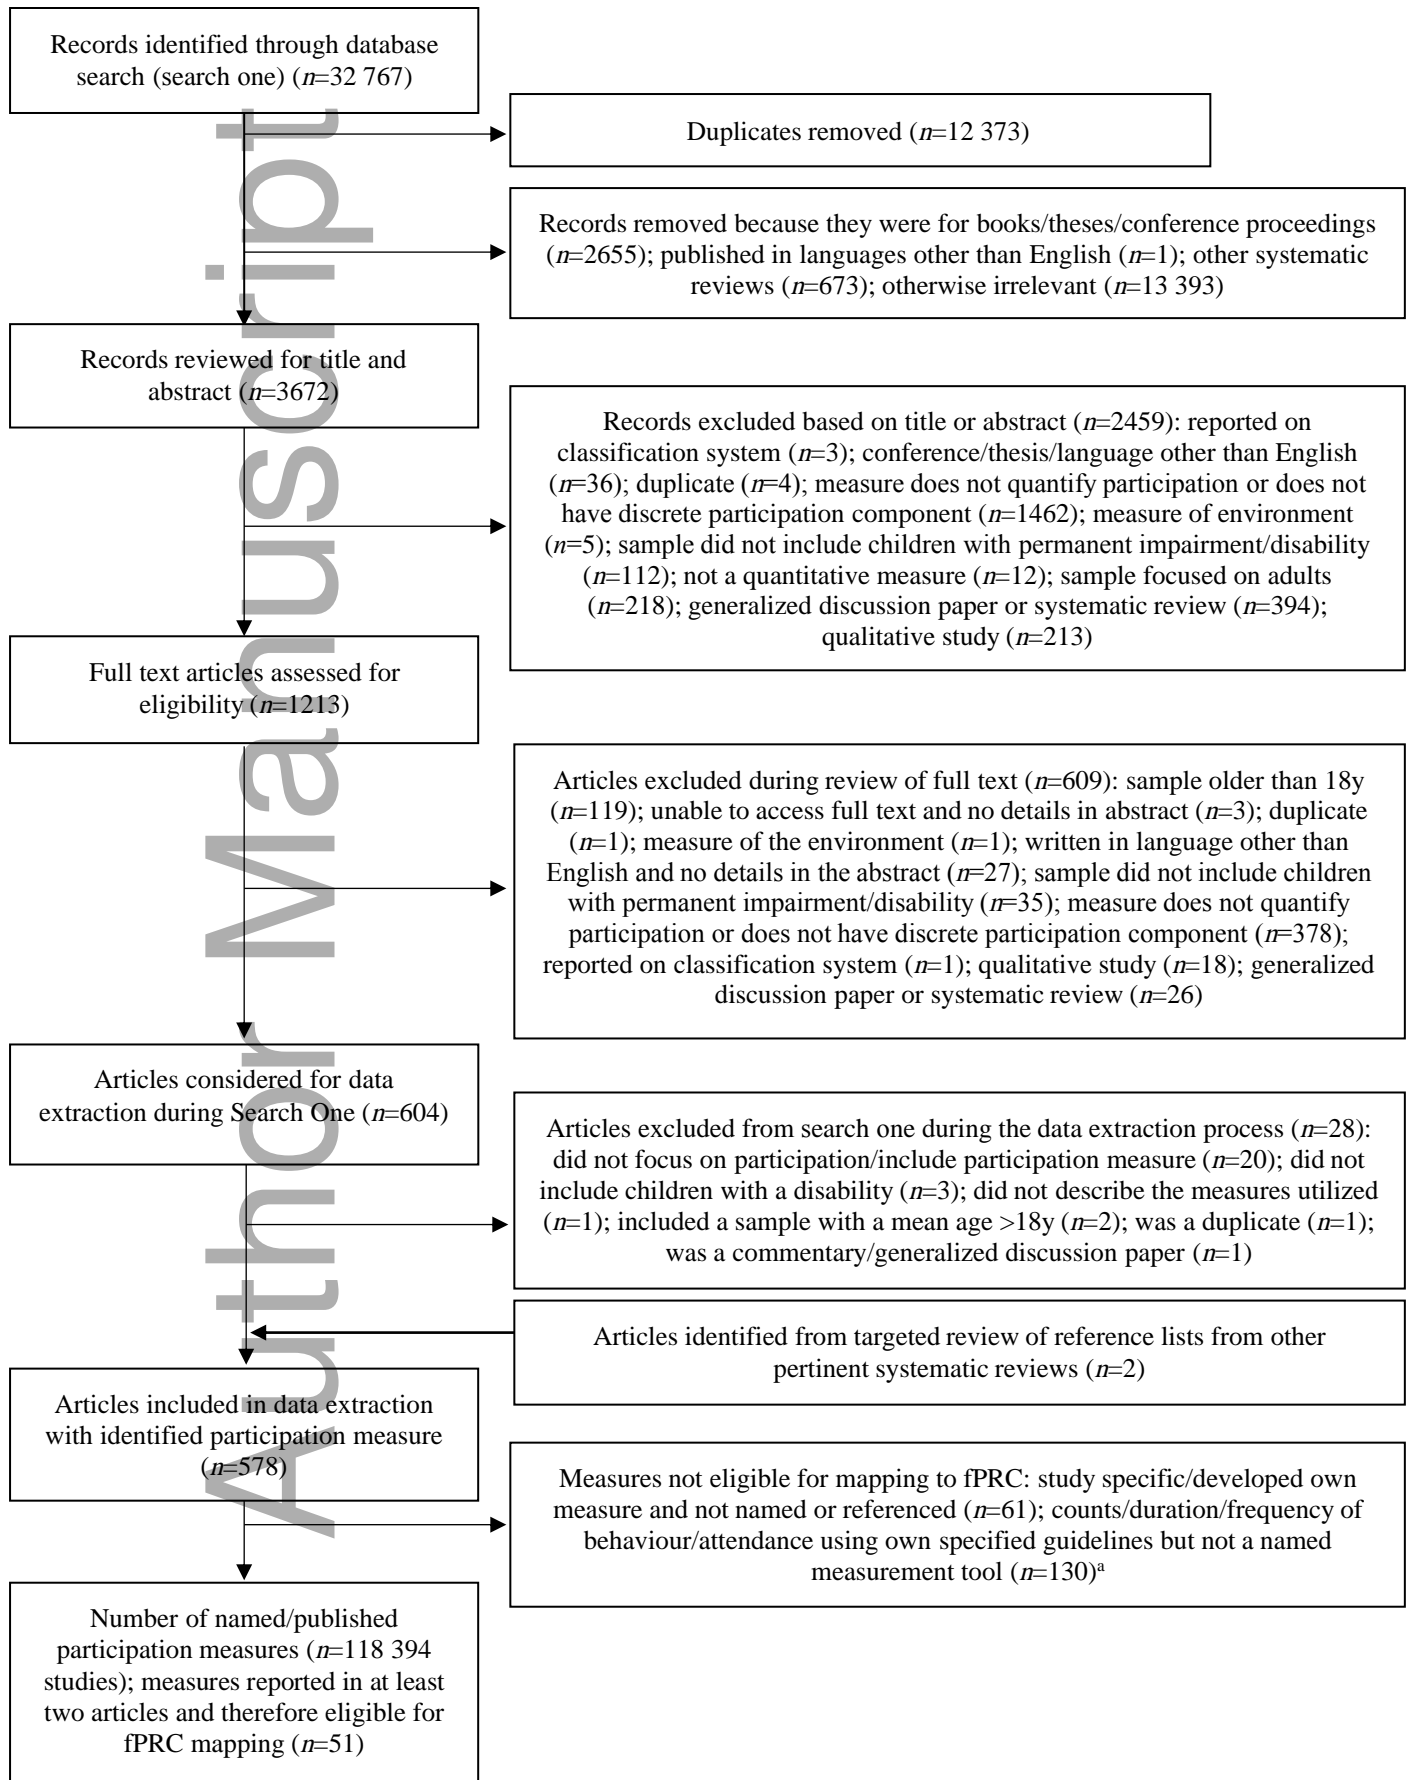 Records identified through database
search (search one) (n=32 767)
Duplicates removed (n=12 373)
Records removed because they were for books/theses/conference proceedings
(n=2655); published in languages other than English (n=1); other systematic
reviews (n=673); otherwise irrelevant (n=13 393)
Records reviewed for title and
abstract (n=3672)
Records excluded based on title or abstract (n=2459): reported on
classification system (n=3); conference/thesis/language other than English
(n=36); duplicate (n=4); measure does not quantify participation or does not
have discrete participation component (n=1462); measure of environment
(n=5); sample did not include children with permanent impairment/disability
(n=112); not a quantitative measure (n=12); sample focused on adults
(n=218); generalized discussion paper or systematic review (n=394);
qualitative study (n=213)
Full text articles assessed for
eligibility (n=1213)
Articles excluded during review of full text (n=609): sample older than 18y
(n=119); unable to access full text and no details in abstract (n=3); duplicate
(n=1); measure of the environment (n=1); written in language other than
English and no details in the abstract (n=27); sample did not include children
with permanent impairment/disability (n=35); measure does not quantify
participation or does not have discrete participation component (n=378);
reported on classification system (n=1); qualitative study (n=18); generalized
discussion paper or systematic review (n=26)
Articles considered for data
extraction during Search One (n=604)
Articles excluded from search one during the data extraction process (n=28):
did not focus on participation/include participation measure (n=20); did not
include children with a disability (n=3); did not describe the measures utilized
(n=1); included a sample with a mean age >18y (n=2); was a duplicate (n=1);
was a commentary/generalized discussion paper (n=1)
Articles identified from targeted review of reference lists from other
pertinent systematic reviews (n=2)
Articles included in data extraction
with identified participation measure
(n=578)
Measures not eligible for mapping to fPRC: study specific/developed own
measure and not named or referenced (n=61); counts/duration/frequency of
behaviour/attendance using own specified guidelines but not a named
measurement tool (n=130)ᵃ
Number of named/published
participation measures (n=118 394
studies); measures reported in at least
two articles and therefore eligible for
fPRC mapping (n=51)
Author Manuscript